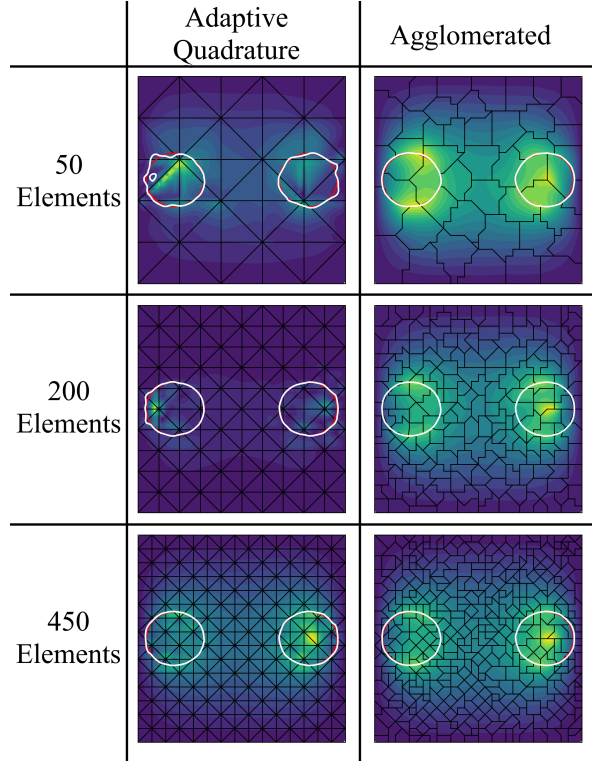 Adaptive
Quadrature
Agglomerated
50
Elements
200
Elements
450
Elements